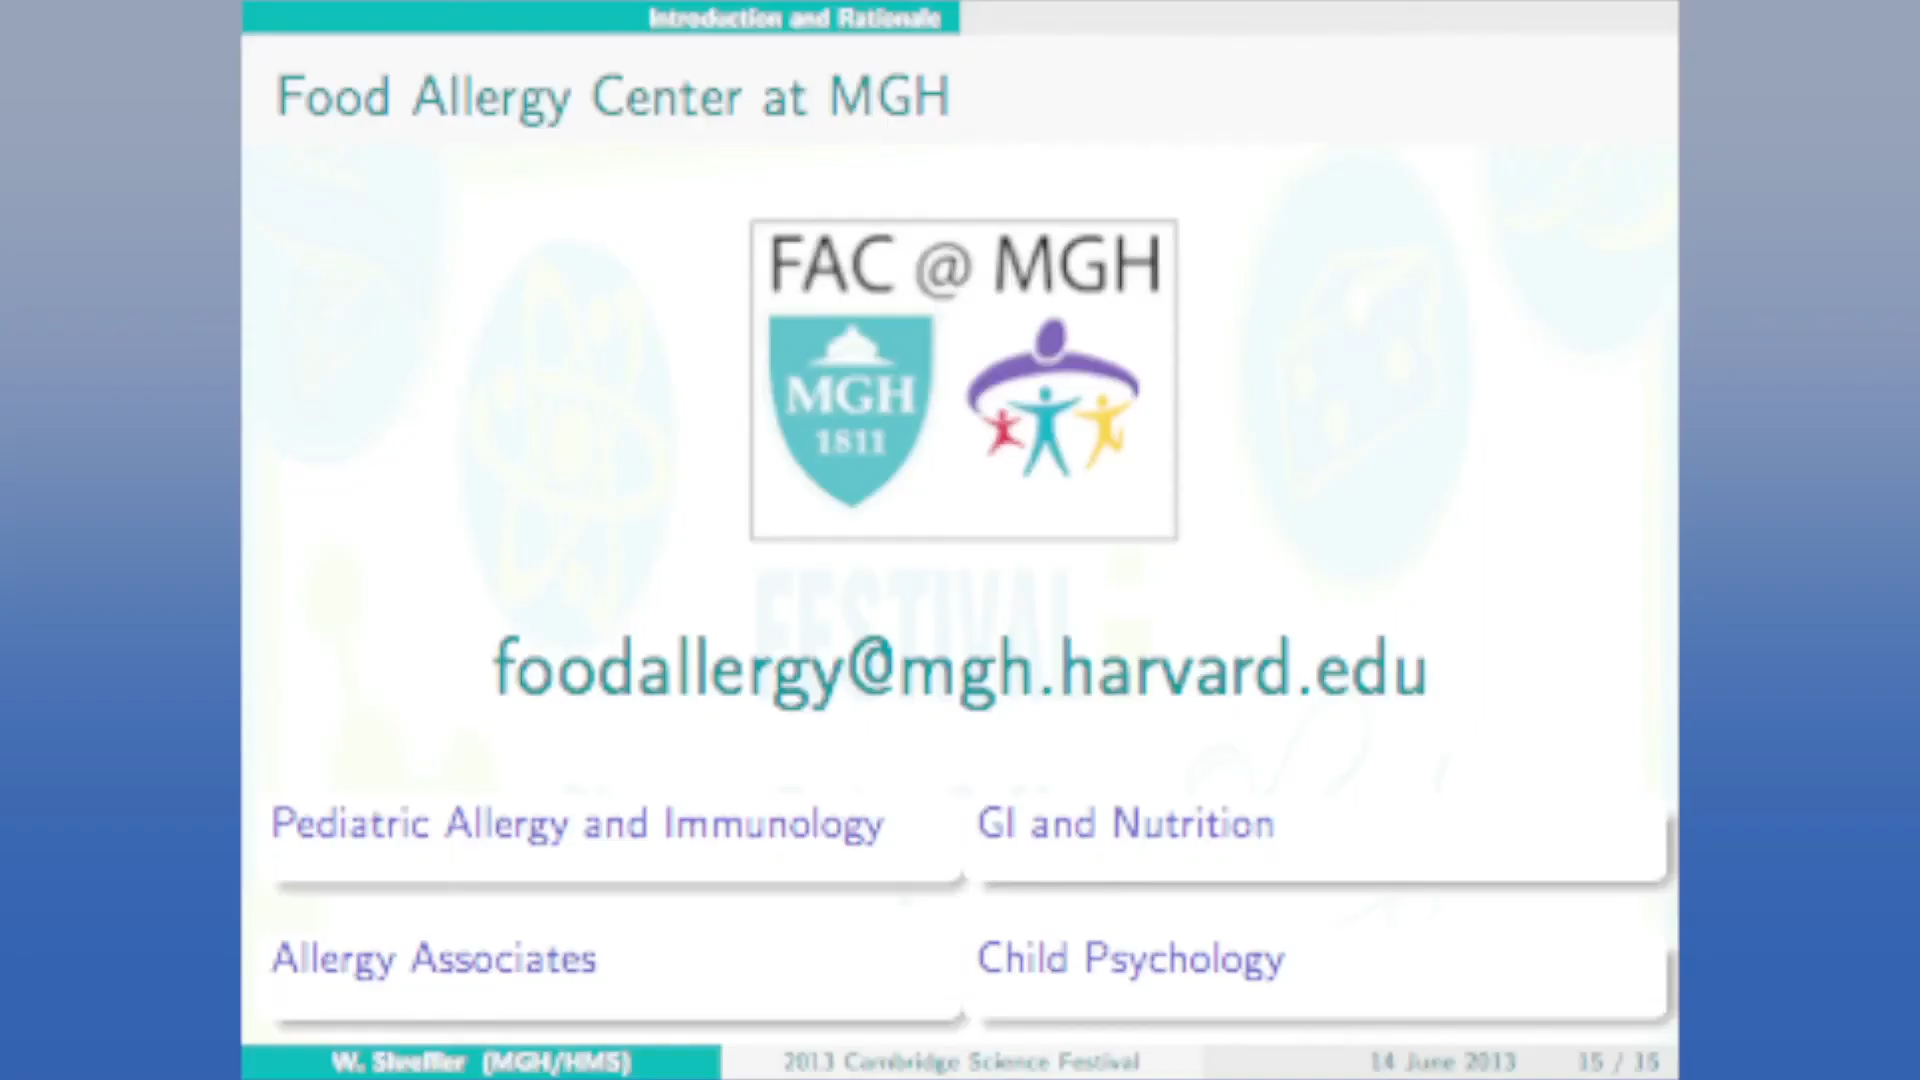 Introduction and Rationale
Food Allergy Center at MGH
FAC @ MGH
MGH
1811
FESTIVAL
foodallergy@mgh.harvard.edu
Pediatric Allergy and Immunology
GI and Nutrition
Allergy Associates
Child Psychology
W. Shreffler (MGH/HMS)
2013 Cambridge Science Festival
14 June 2013
15 / 15